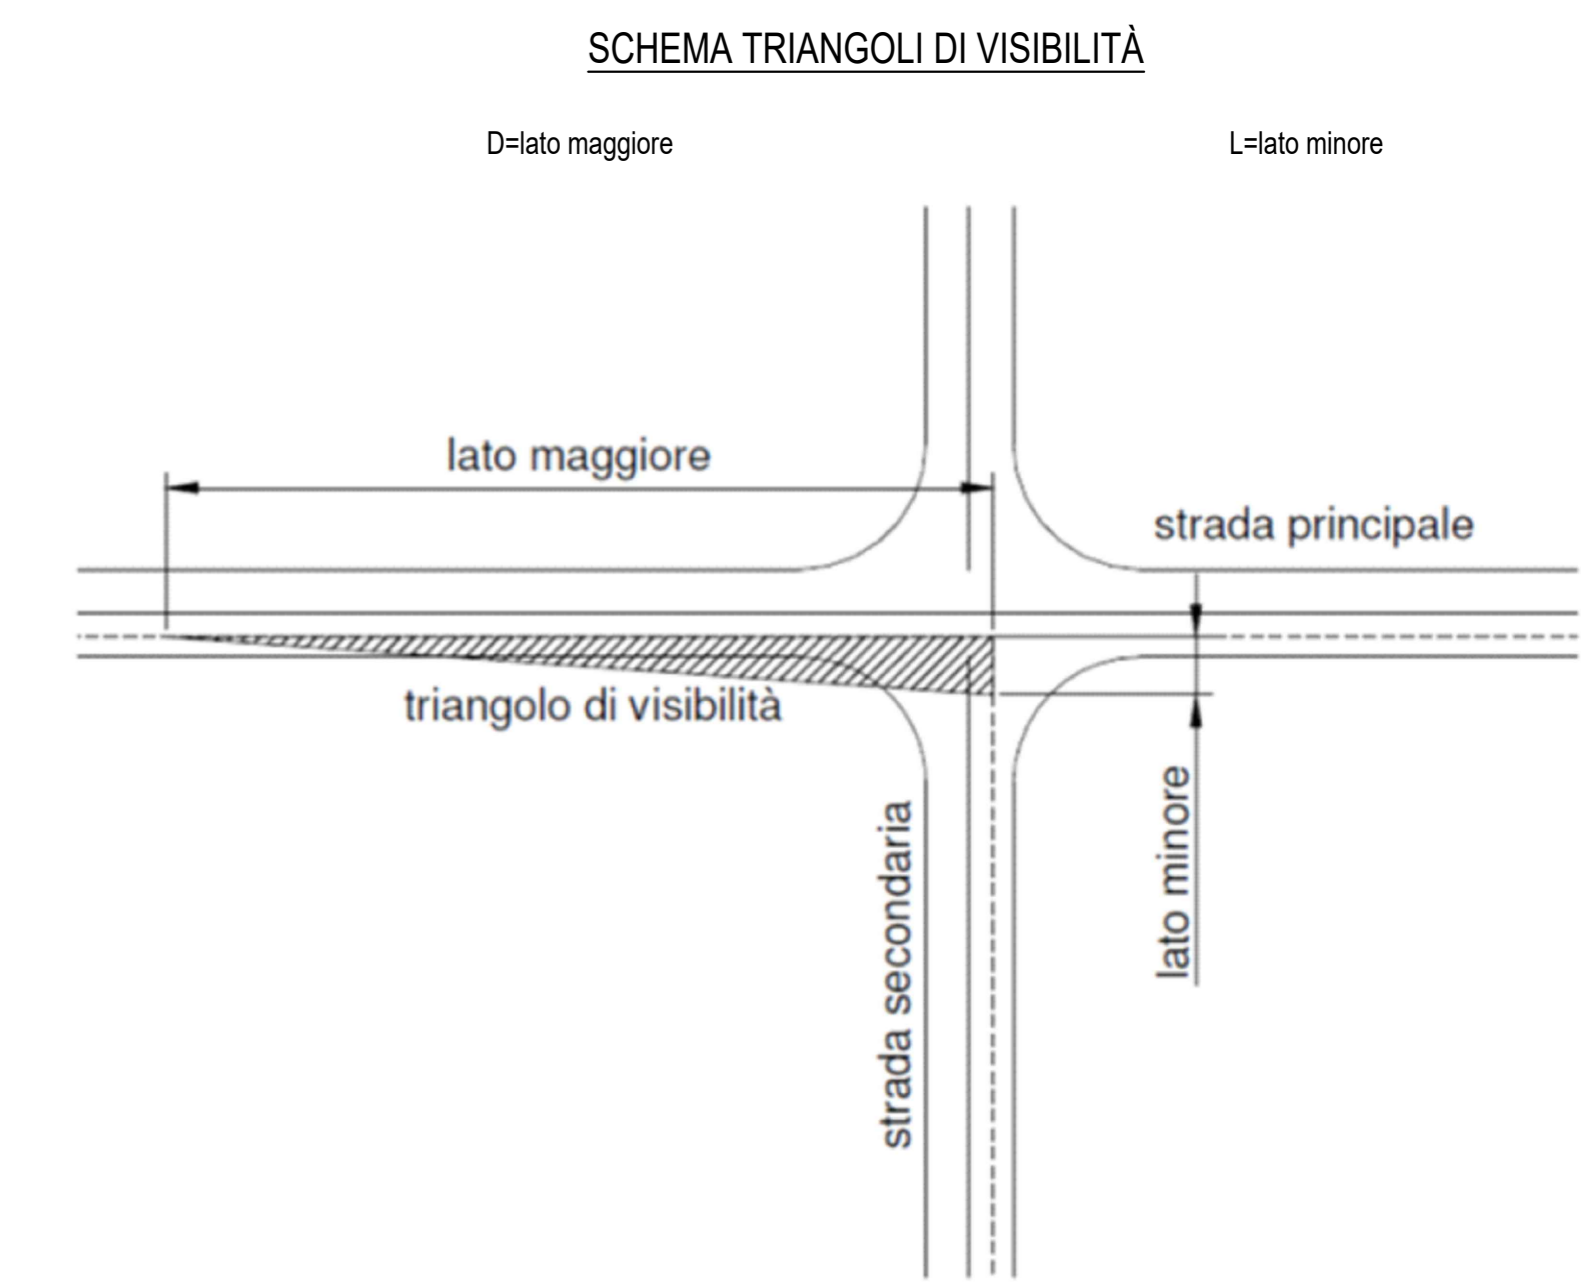 SCHEMA TRIANGOLI DI VISIBILITÀ
D=lato maggiore
L=lato minore
lato maggiore
strada principale
triangolo di visibilità
strada secondaria
lato minore